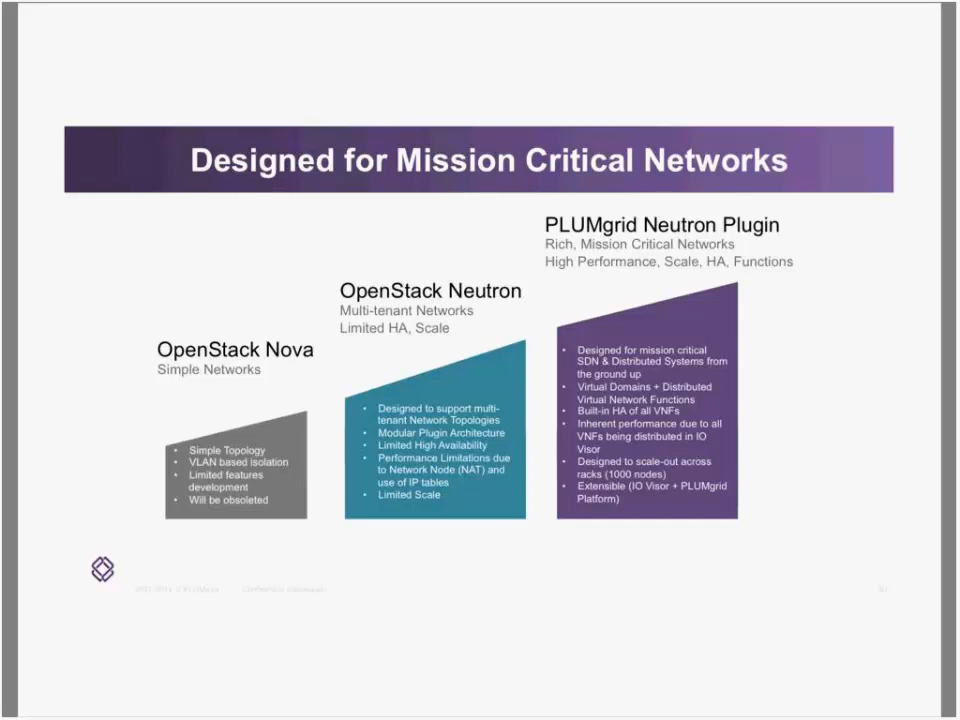 Designed for Mission Critical Networks
PLUMgrid Neutron Plugin
Rich, Mission Critical Networks
High Performance, Scale, HA, Functions
OpenStack Neutron
Multi-tenant Networks
Limited HA, Scale
OpenStack Nova
Simple Networks
• Simple Topology
• VLAN based isolation
• Limited features
development
• Will be obsoleted
• Designed to support multi-
tenant Network Topologies
• Modular Plugin Architecture
• Limited High Availability
• Performance Limitations due
to Network Node (NAT) and
use of IP tables
• Limited Scale
• Designed for mission critical
SDN & Distributed Systems from
the ground up
• Virtual Domains + Distributed
Virtual Network Functions
• Built-in HA of all VNFs
• Inherent performance due to all
VNFs being distributed in IO
Visor
• Designed to scale-out across
racks (1000 nodes)
• Extensible (IO Visor + PLUMgrid
Platform)